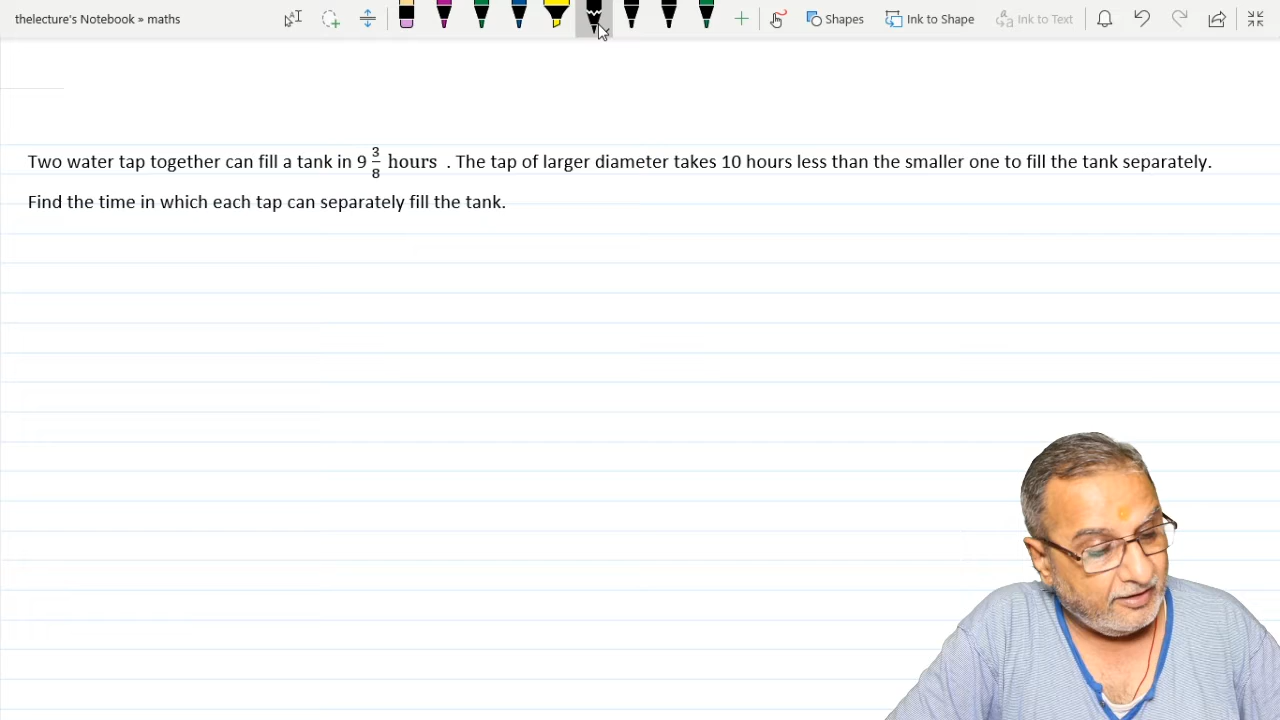 thelecture's Notebook » maths
Shapes
Ink to Shape
Ink to Text
Two water tap together can fill a tank in 9 3/8 hours . The tap of larger diameter takes 10 hours less than the smaller one to fill the tank separately.
Find the time in which each tap can separately fill the tank.